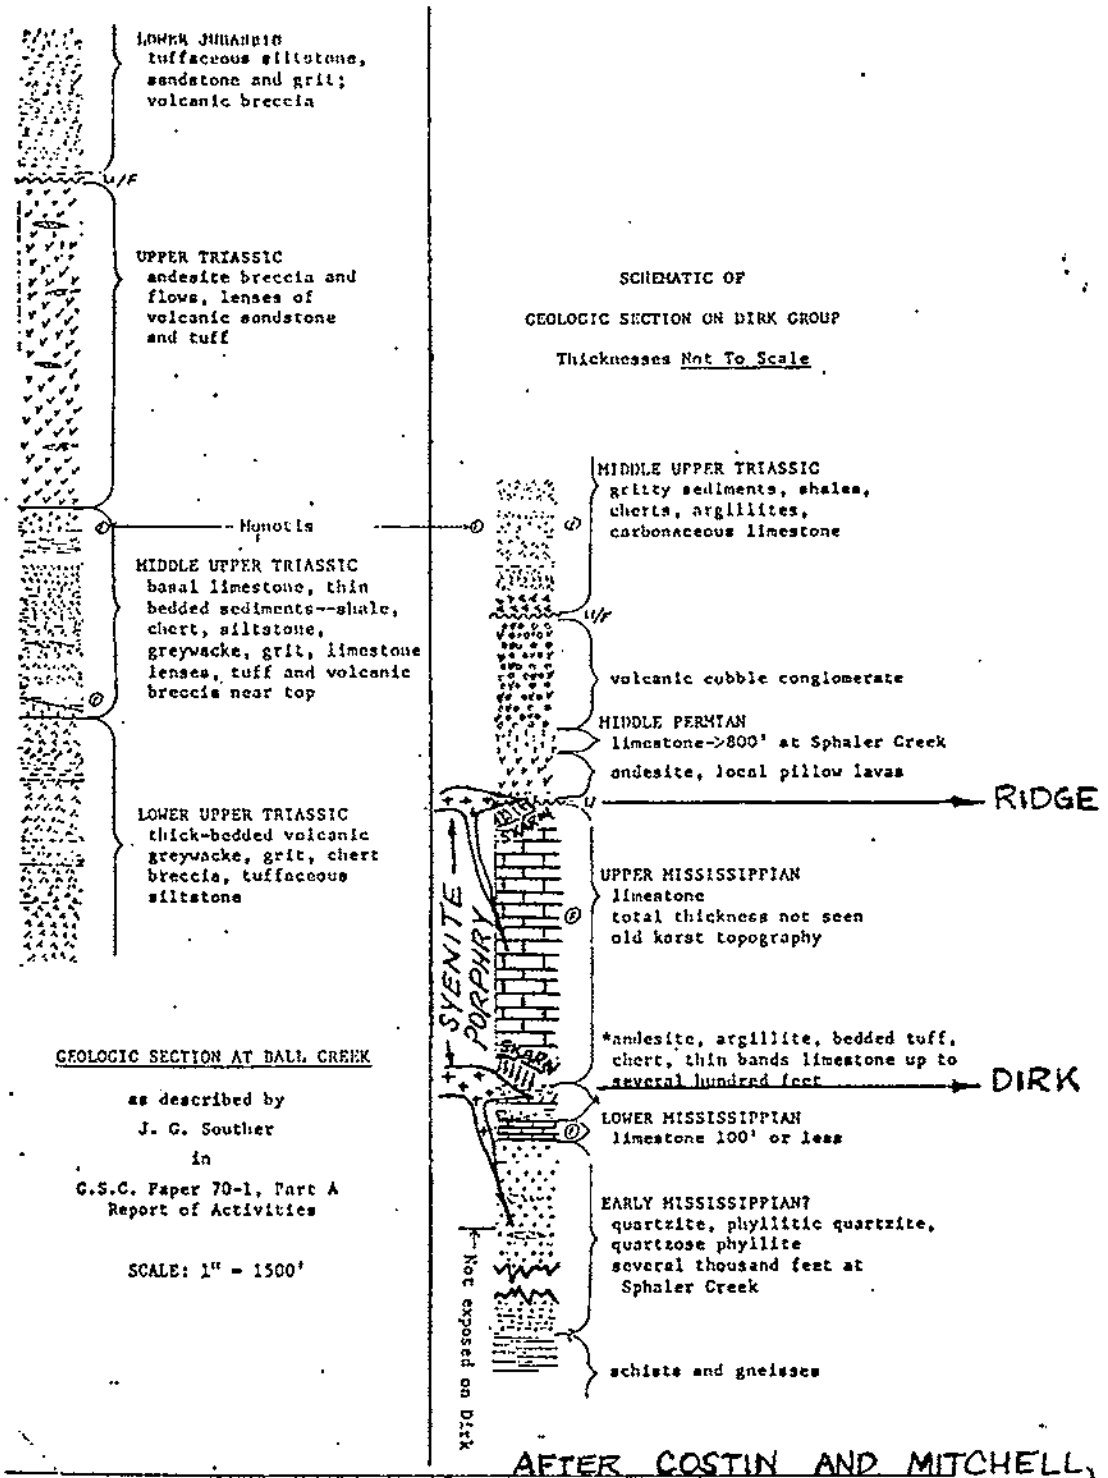 LOWER JURASSIC
tuffaceous siltstone,
sandstone and grit;
volcanic breccia
U/F
UPPER TRIASSIC
andesite breccia and
flows, lenses of
volcanic sandstone
and tuff
Monotis
MIDDLE UPPER TRIASSIC
basal limestone, thin
bedded sediments--shale,
chert, siltstone,
greywacke, grit, limestone
lenses, tuff and volcanic
breccia near top
LOWER UPPER TRIASSIC
thick-bedded volcanic
greywacke, grit, chert
breccia, tuffaceous
siltstone
GEOLOGIC SECTION AT BALL CREEK
as described by
J. G. Souther
in
G.S.C. Paper 70-1, Part A
Report of Activities
SCALE: 1" = 1500'
SCHEMATIC OF
GEOLOGIC SECTION ON DIRK GROUP
Thicknesses Not To Scale
MIDDLE UPPER TRIASSIC
gritty sediments, shales,
cherts, argillites,
carbonaceous limestone
U/F
volcanic cobble conglomerate
MIDDLE PERMIAN
limestone->800' at Sphaler Creek
andesite, local pillow lavas
U
RIDGE
SKARN
SYENITE
PORPHRY
UPPER MISSISSIPPIAN
limestone
total thickness not seen
old karst topography
SKARN
*andesite, argillite, bedded tuff,
chert, thin bands limestone up to
several hundred feet
DIRK
LOWER MISSISSIPPIAN
limestone 100' or less
EARLY MISSISSIPPIAN?
quartzite, phyllitic quartzite,
quartzose phyllite
several thousand feet at
Sphaler Creek
Not exposed on Dirk
schists and gneisses
AFTER COSTIN AND MITCHELL,